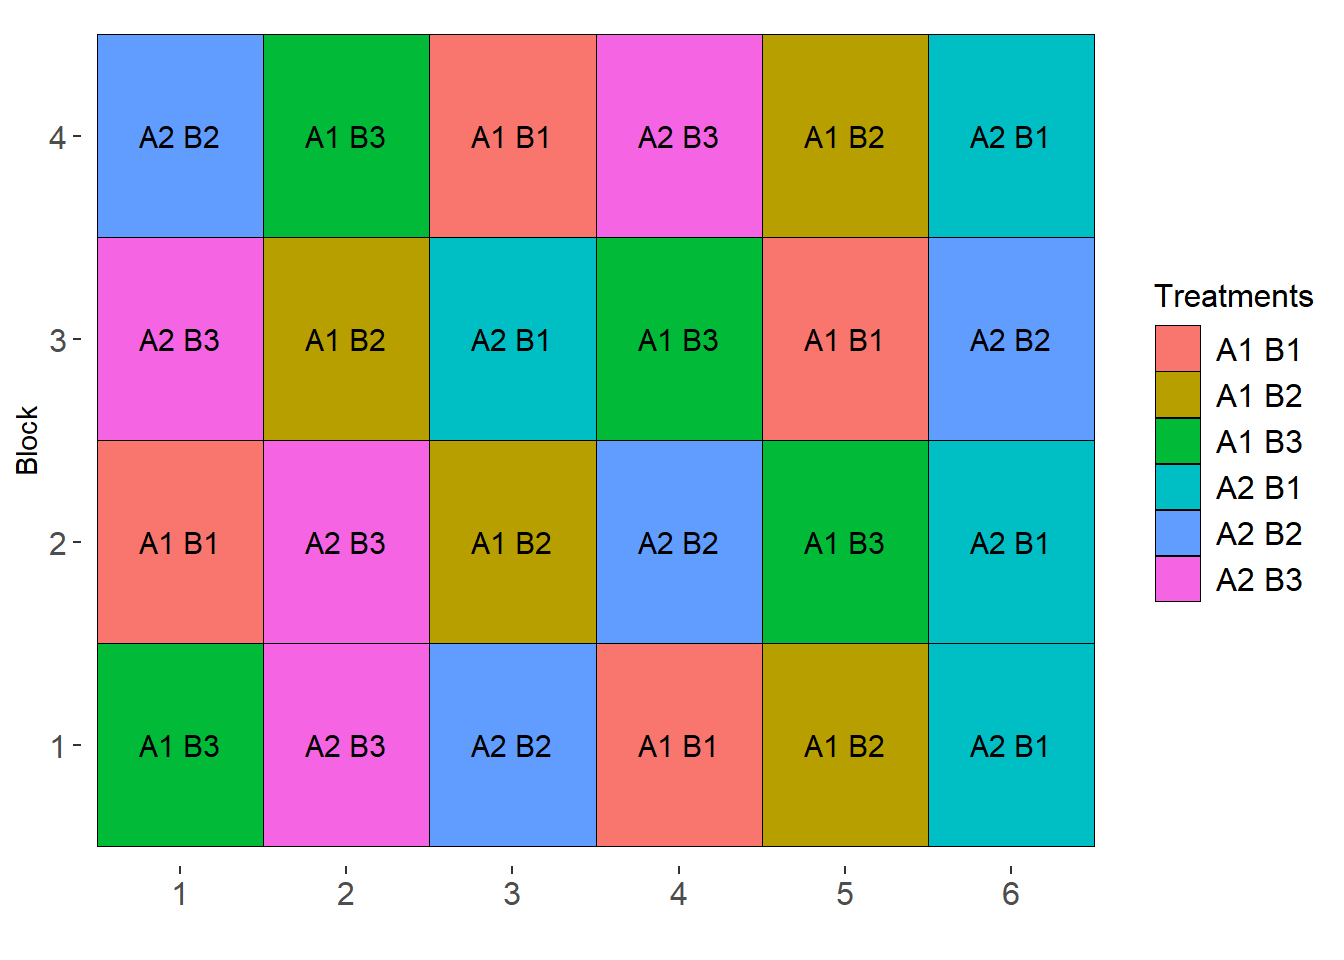 4
A2 B2 A1 B3 A1 B1 A2 B3 A1 B2 A2 B1
3
A2 B3 A1 B2 A2 B1 A1 B3 A1 B1 A2 B2
Block
2
A1 B1 A2 B3 A1 B2 A2 B2 A1 B3 A2 B1
1
A1 B3 A2 B3 A2 B2 A1 B1 A1 B2 A2 B1
1 2 3 4 5 6
Treatments
A1 B1
A1 B2
A1 B3
A2 B1
A2 B2
A2 B3